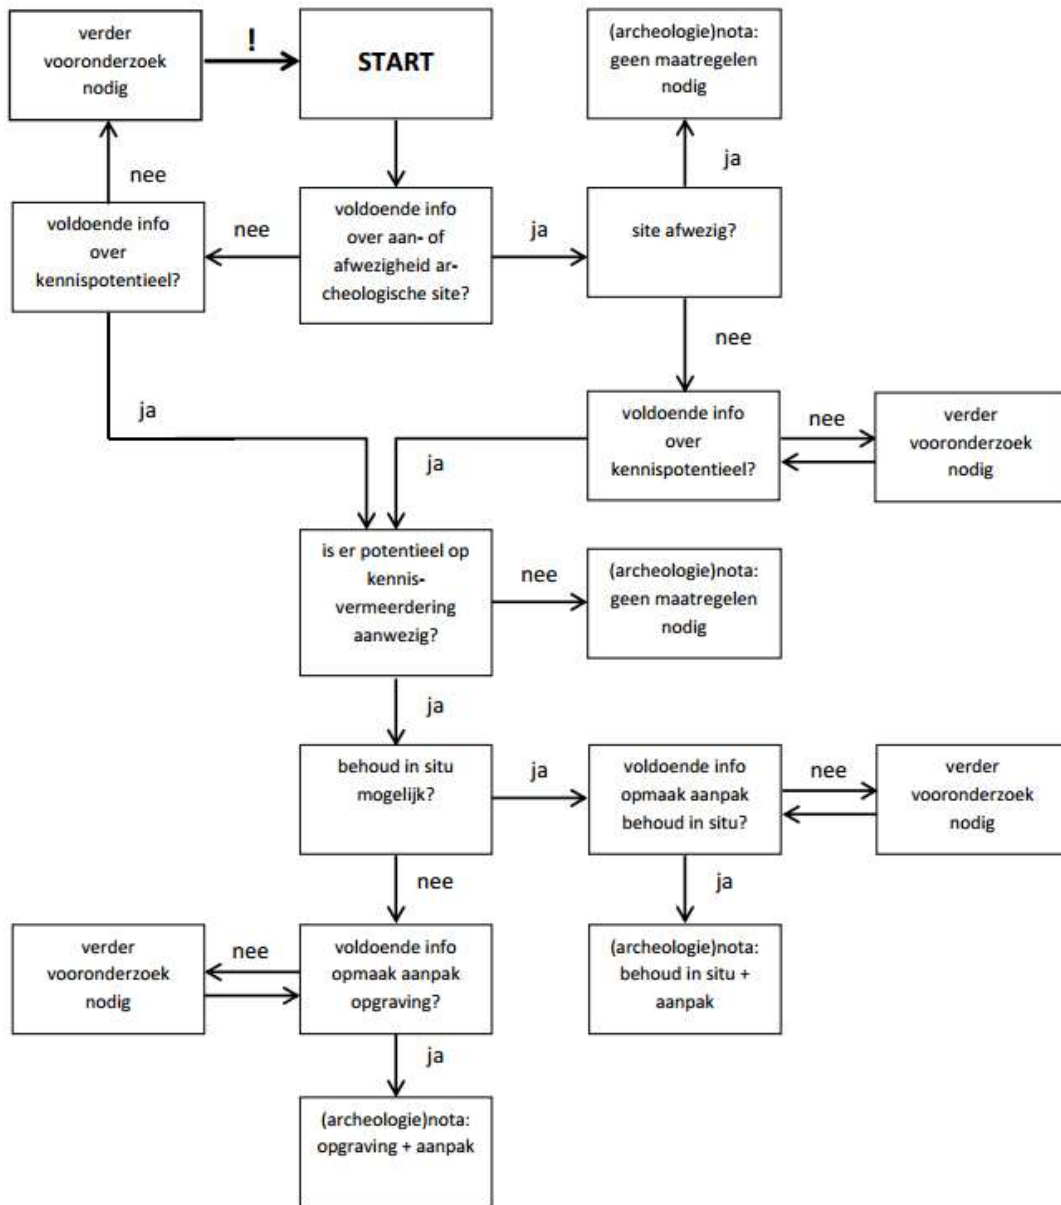 verder
vooronderzoek
nodig
!
START
(archeologie)nota:
geen maatregelen
nodig
nee
ja
voldoende info
over
kennispotentieel?
nee
voldoende info
over aan- of
afwezigheid ar-
cheologische site?
ja
site afwezig?
nee
ja
voldoende info
over
kennispotentieel?
nee
verder
vooronderzoek
nodig
ja
is er potentieel op
kennis-
vermeerdering
aanwezig?
nee
(archeologie)nota:
geen maatregelen
nodig
ja
behoud in situ
mogelijk?
ja
voldoende info
opmaak aanpak
behoud in situ?
nee
verder
vooronderzoek
nodig
nee
ja
verder
vooronderzoek
nodig
nee
voldoende info
opmaak aanpak
opgraving?
(archeologie)nota:
behoud in situ +
aanpak
ja
(archeologie)nota:
opgraving + aanpak